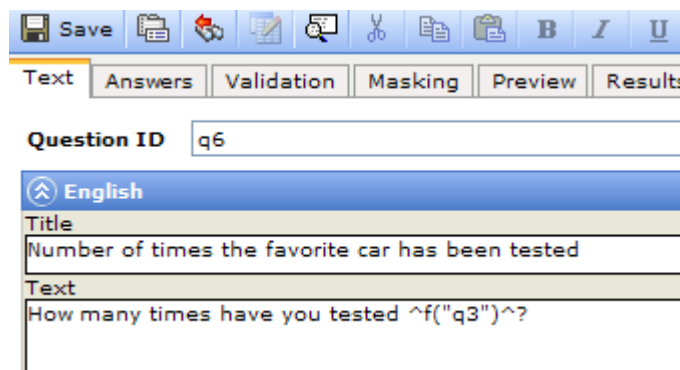 Save B I U
Text Answers Validation Masking Preview Results
Question ID q6
English
Title
Number of times the favorite car has been tested
Text
How many times have you tested ^f("q3")^?